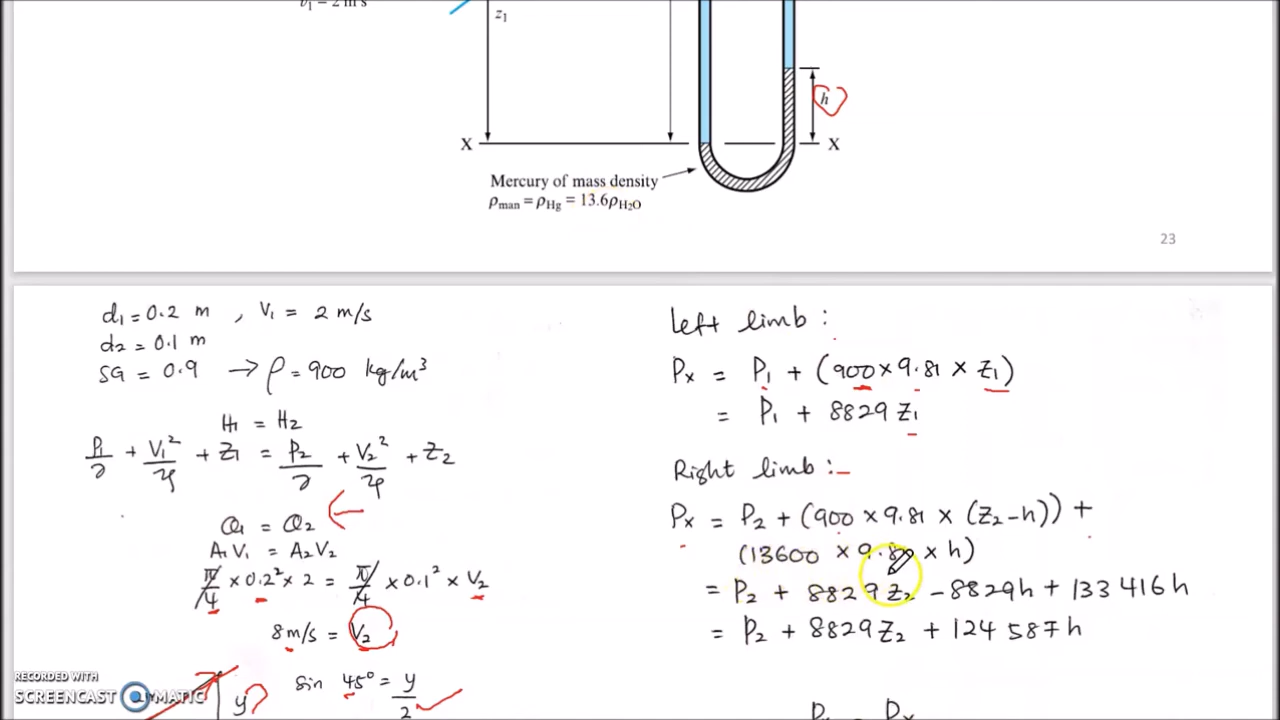 z1
h
X
X
Mercury of mass density
ρman = ρHg = 13.6ρH2O
23
d1 = 0.2 m , V1 = 2 m/s
d2 = 0.1 m
SG = 0.9 → ρ = 900 kg/m³
H1 = H2
P1/γ + V1²/2g + Z1 = P2/γ + V2²/2g + Z2
Q1 = Q2
A1V1 = A2V2
π/4 × 0.2² × 2 = π/4 × 0.1² × V2
8 m/s = V2
sin 45° = y/2
y?
Left limb :
Px = P1 + (900 × 9.81 × Z1)
= P1 + 8829 Z1
Right limb :-
Px = P2 + (900 × 9.81 × (Z2-h)) +
(13600 × 9.81 × h)
= P2 + 8829 Z2 - 8829h + 133 416 h
= P2 + 8829 Z2 + 124 587 h
RECORDED WITH
SCREENCAST MATIC